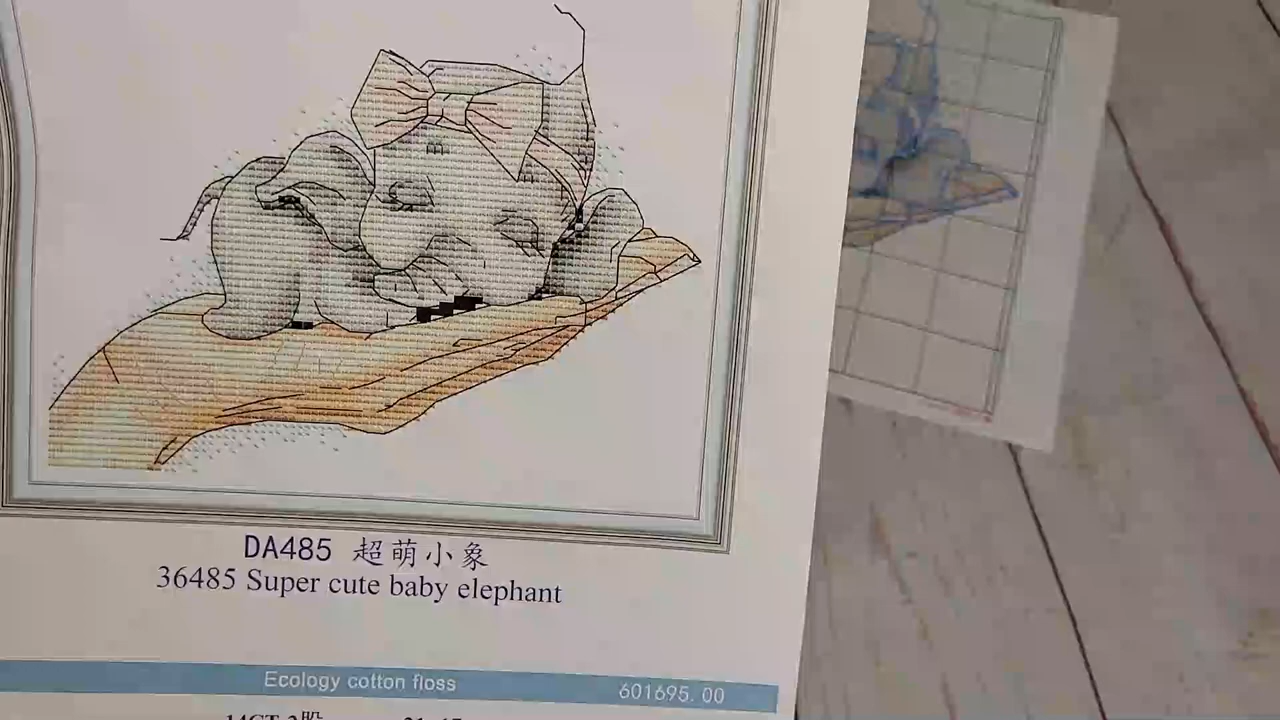 DA485 超萌小象
36485 Super cute baby elephant
Ecology cotton floss 601695.00